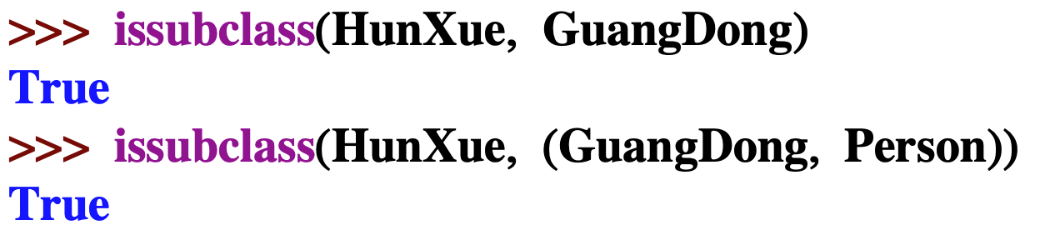 >>> issubclass(HunXue, GuangDong)
True
>>> issubclass(HunXue, (GuangDong, Person))
True